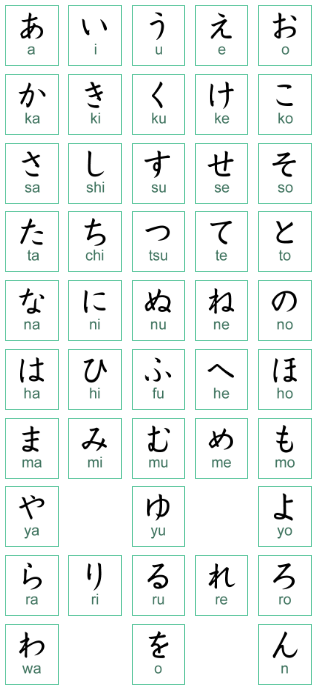 あ い う え お
a i u e o
か き く け こ
ka ki ku ke ko
さ し す せ そ
sa shi su se so
た ち つ て と
ta chi tsu te to
な に ぬ ね の
na ni nu ne no
は ひ ふ へ ほ
ha hi fu he ho
ま み む め も
ma mi mu me mo
や ゆ よ
ya yu yo
ら り る れ ろ
ra ri ru re ro
わ を ん
wa o n